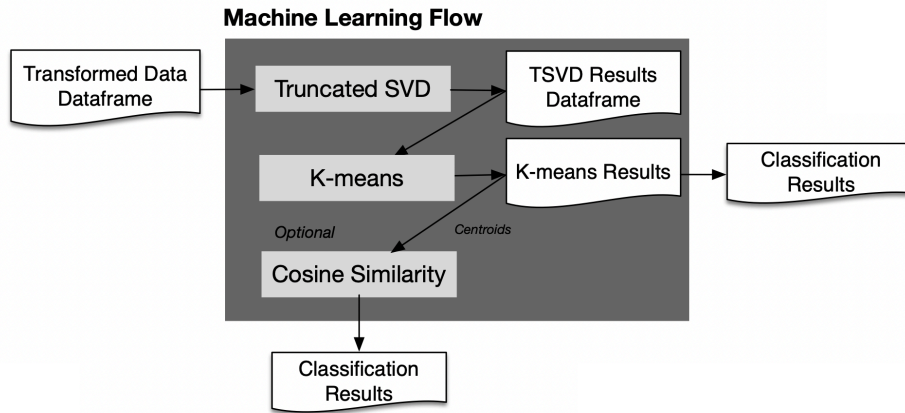 Machine Learning Flow
Transformed Data
Dataframe
Truncated SVD
TSVD Results
Dataframe
K-means
K-means Results
Classification
Results
Optional
Centroids
Cosine Similarity
Classification
Results